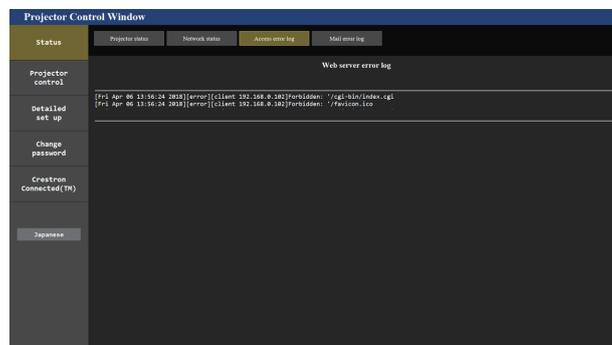 Projector Control Window
Status
Projector status
Network status
Access error log
Mail error log
Projector
control
Detailed
set up
Change
password
Crestron
Connected(TM)
Japanese
Web server error log
[Fri Apr 06 13:56:24 2018][error][client 192.168.0.102]Forbidden: '/cgi-bin/index.cgi
[Fri Apr 06 13:56:24 2018][error][client 192.168.0.102]Forbidden: '/favicon.ico